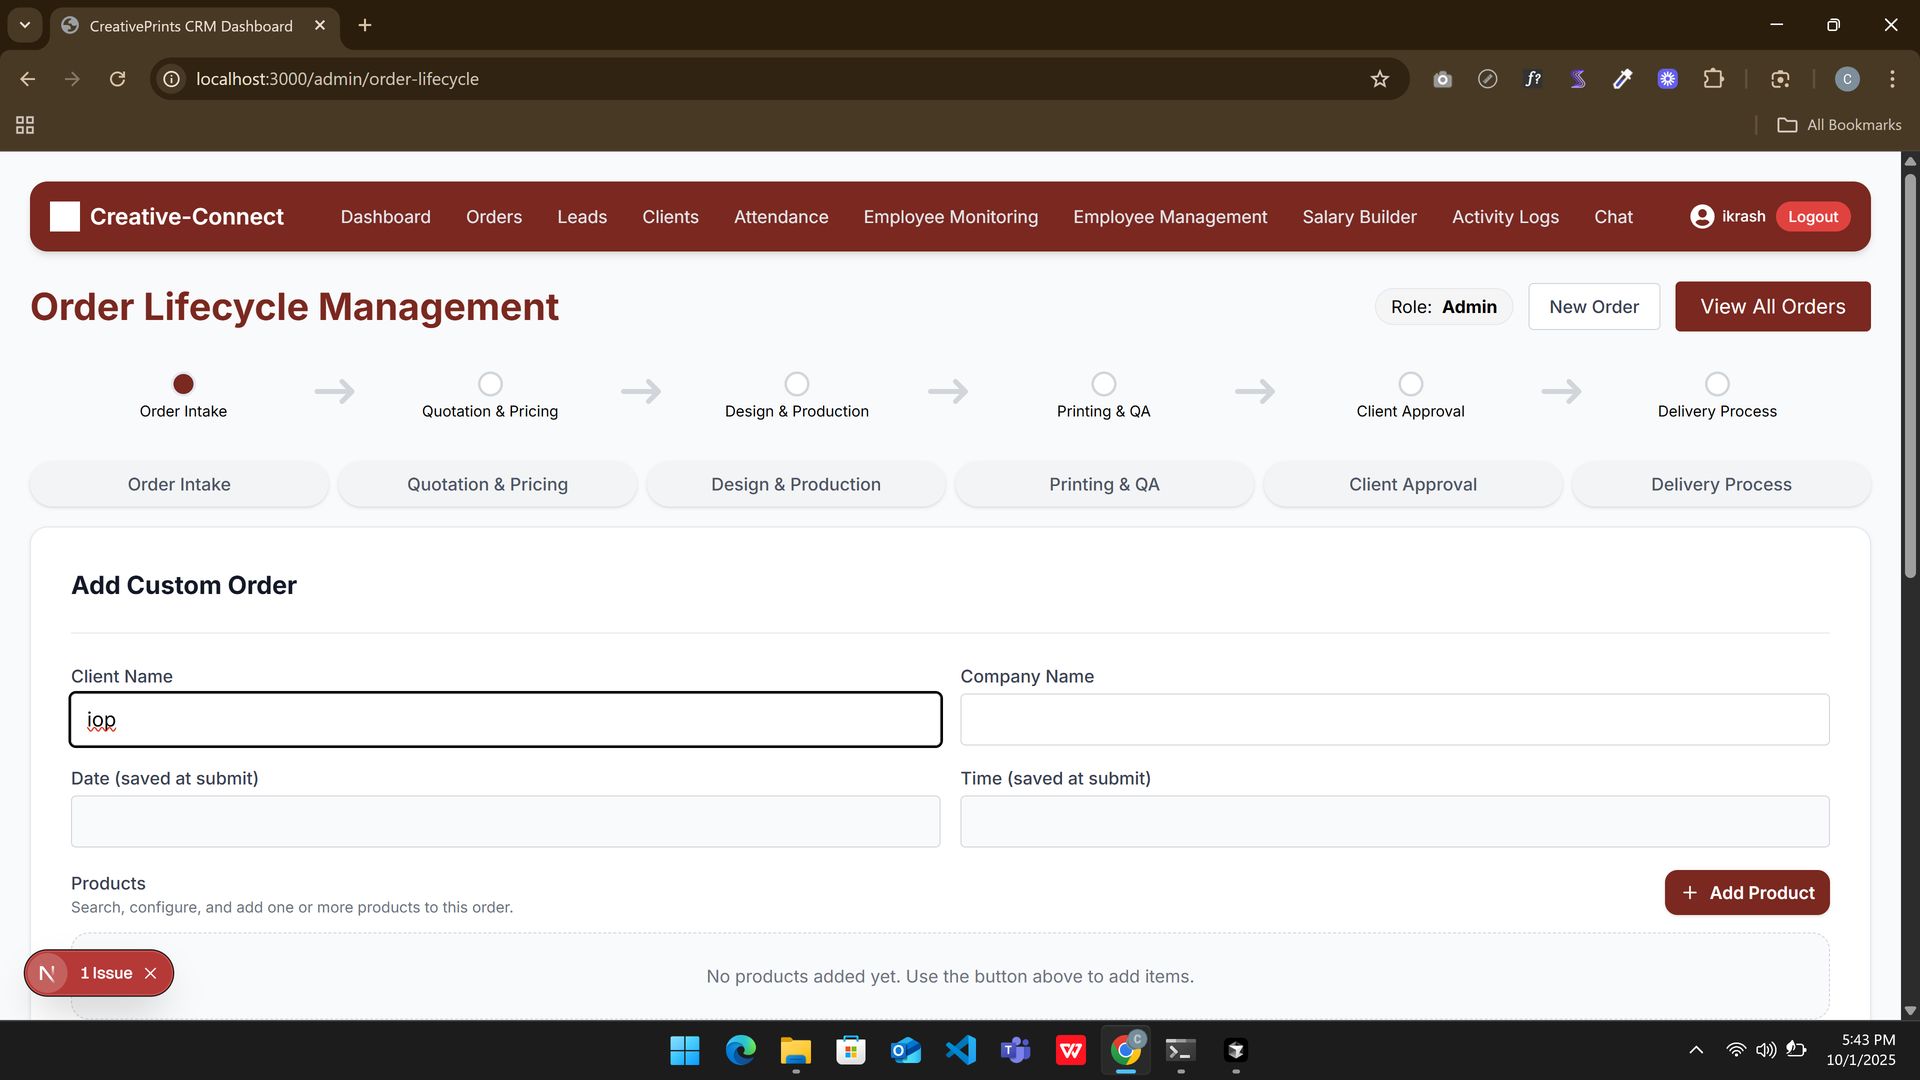 CreativePrints CRM Dashboard
localhost:3000/admin/order-lifecycle
f?
C
All Bookmarks
Creative-Connect
Dashboard
Orders
Leads
Clients
Attendance
Employee Monitoring
Employee Management
Salary Builder
Activity Logs
Chat
ikrash
Logout
Order Lifecycle Management
Role: Admin
New Order
View All Orders
Order Intake
Quotation & Pricing
Design & Production
Printing & QA
Client Approval
Delivery Process
Order Intake
Quotation & Pricing
Design & Production
Printing & QA
Client Approval
Delivery Process
Add Custom Order
Client Name
Company Name
iop
Date (saved at submit)
Time (saved at submit)
Products
Search, configure, and add one or more products to this order.
+ Add Product
No products added yet. Use the button above to add items.
N
1 Issue
C
5:43 PM
10/1/2025